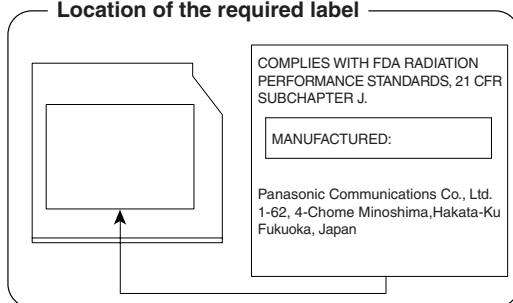 Location of the required label
COMPLIES WITH FDA RADIATION
PERFORMANCE STANDARDS, 21 CFR
SUBCHAPTER J.
MANUFACTURED:
Panasonic Communications Co., Ltd.
1-62, 4-Chome Minoshima,Hakata-Ku
Fukuoka, Japan